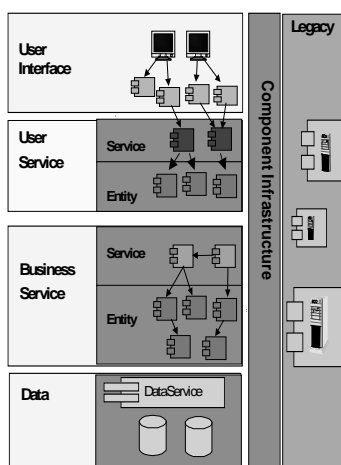 User
Interface
User
Service
Service
Entity
Business
Service
Service
Entity
Data
DataService
Component Infrastructure
Legacy